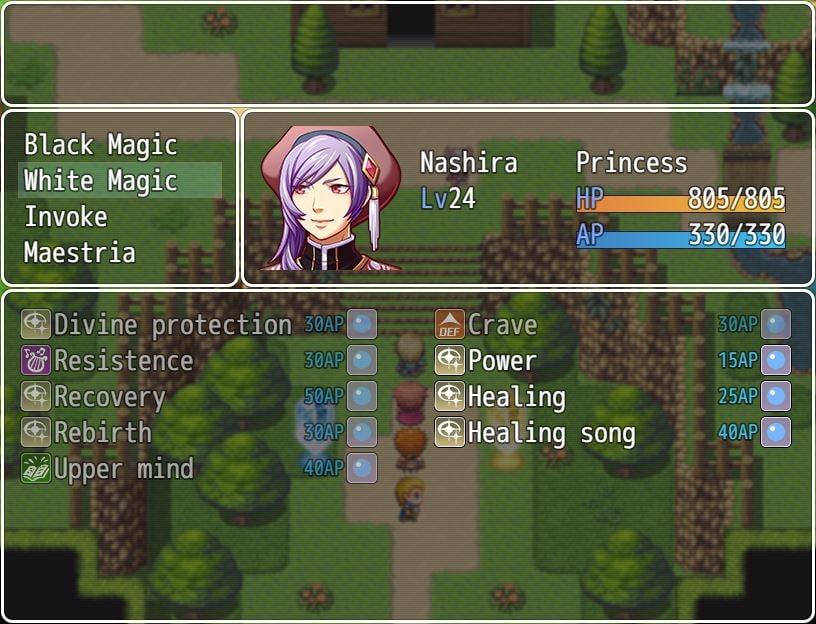 Black Magic
White Magic
Invoke
Maestria
Nashira Princess
Lv24 HP 805/805
AP 330/330
Divine protection 30AP DEF Crave 30AP
Resistence 30AP Power 15AP
Recovery 50AP Healing 25AP
Rebirth 30AP Healing song 40AP
Upper mind 40AP